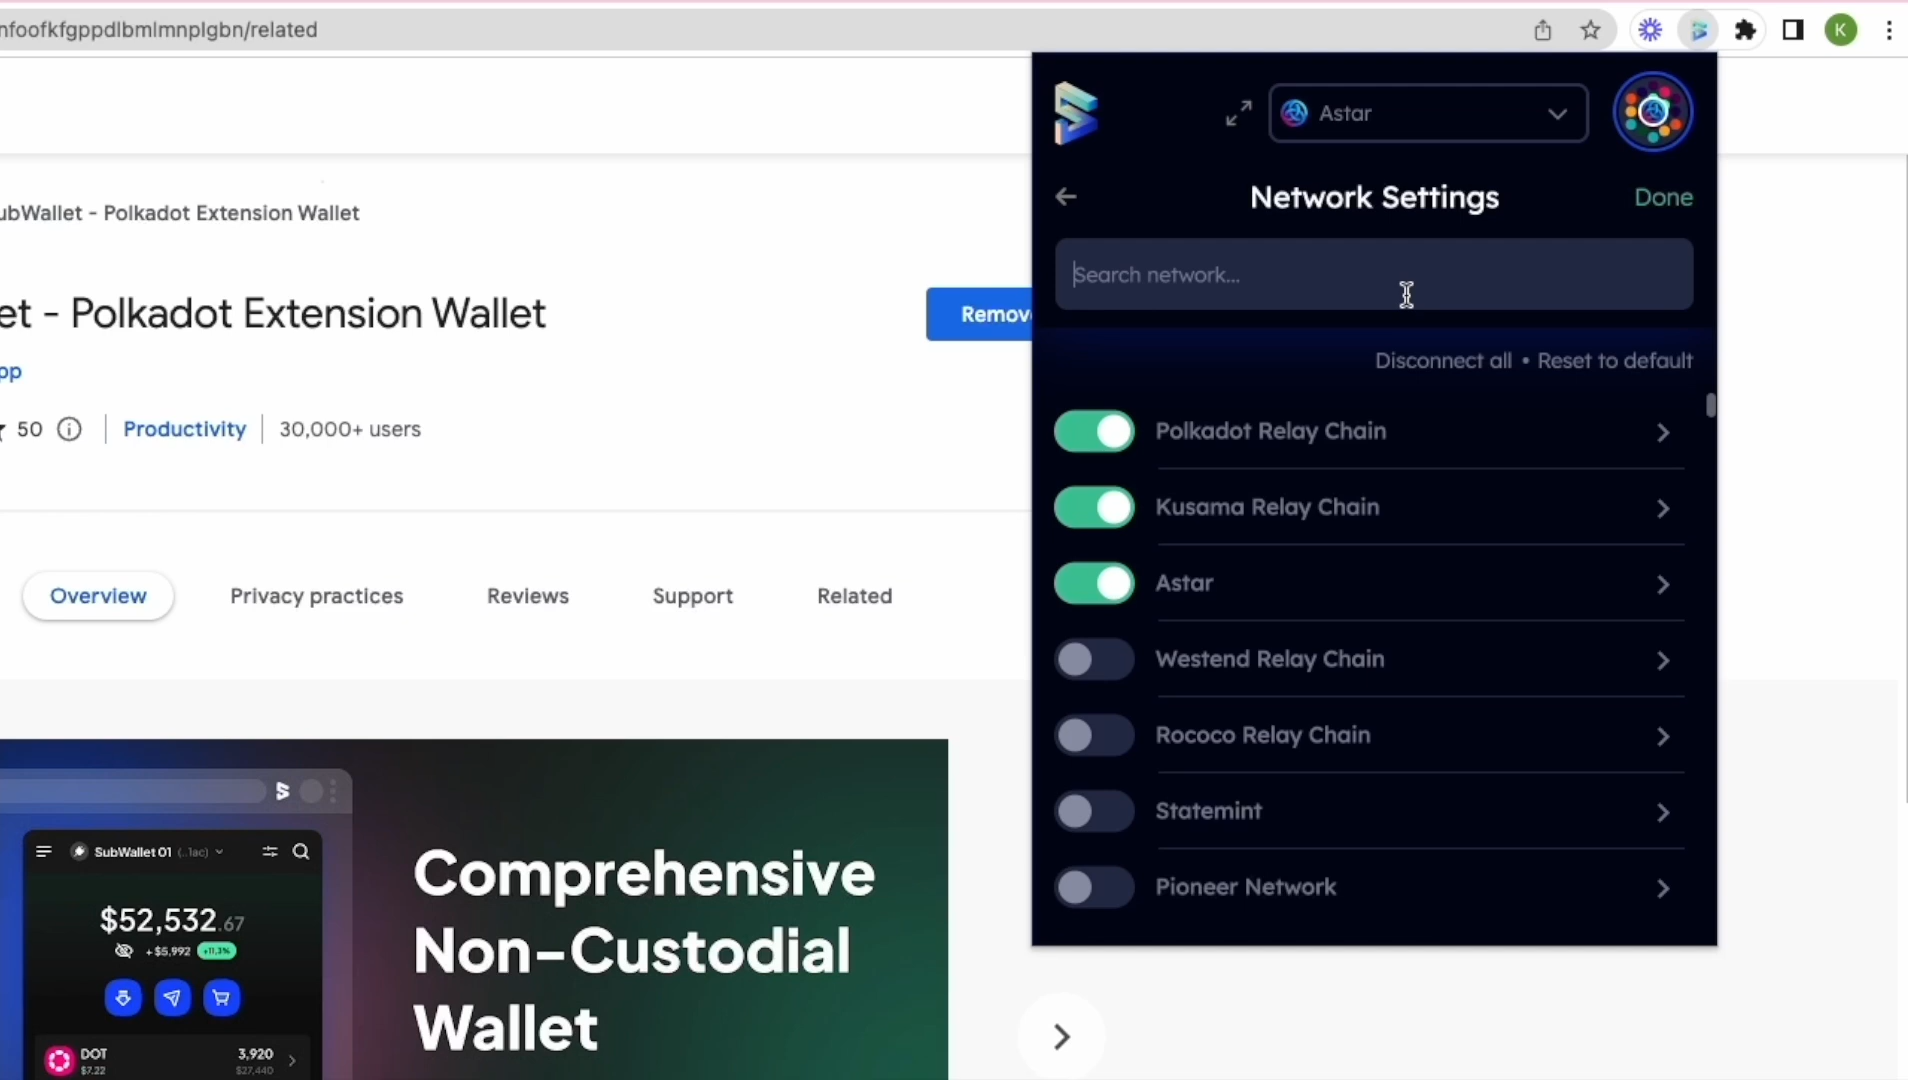 nfoofkfgppdlbmlmnplgbn/related
K
ubWallet - Polkadot Extension Wallet
et - Polkadot Extension Wallet
Remov
pp
50
Productivity
30,000+ users
Overview
Privacy practices
Reviews
Support
Related
SubWallet 01 (..1ac)
$52,532.67
+$5,992 +11,3%
DOT
3,920
$7.22
$27,440
Comprehensive
Non-Custodial
Wallet
Astar
Network Settings
Done
Search network...
Disconnect all • Reset to default
Polkadot Relay Chain
Kusama Relay Chain
Astar
Westend Relay Chain
Rococo Relay Chain
Statemint
Pioneer Network